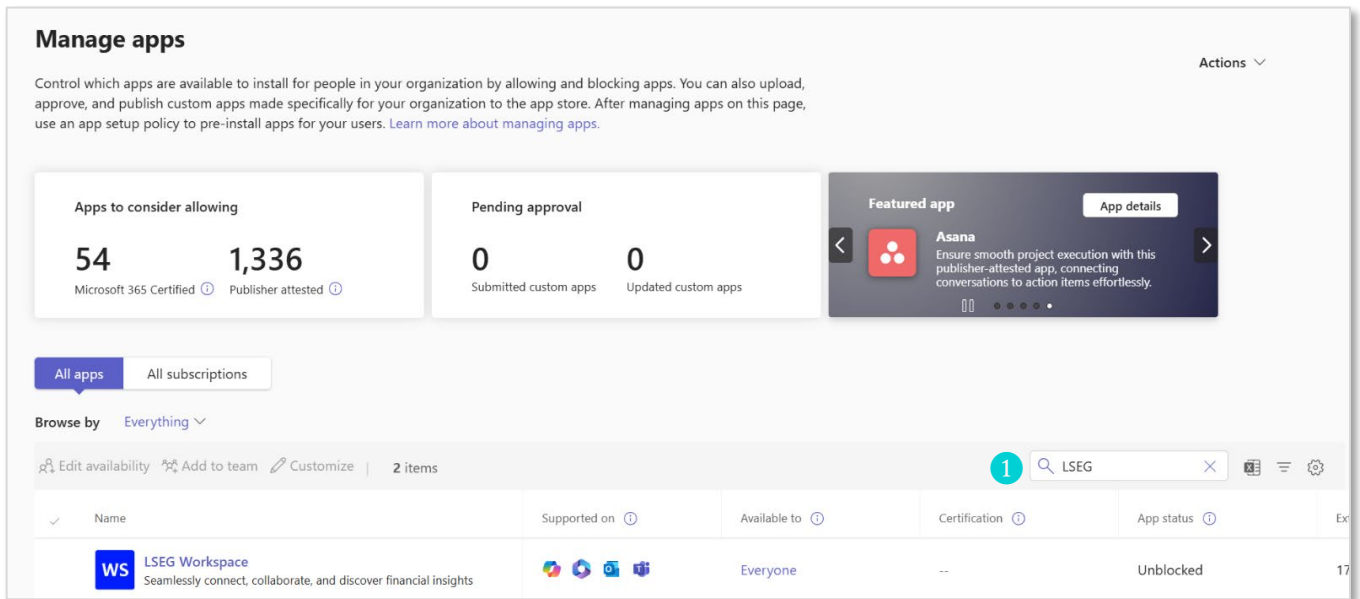 Manage apps
Actions
Control which apps are available to install for people in your organization by allowing and blocking apps. You can also upload,
approve, and publish custom apps made specifically for your organization to the app store. After managing apps on this page,
use an app setup policy to pre-install apps for your users. Learn more about managing apps.
Apps to consider allowing
54
1,336
Microsoft 365 Certified
Publisher attested
Pending approval
0
0
Submitted custom apps
Updated custom apps
Featured app
App details
Asana
Ensure smooth project execution with this
publisher-attested app, connecting
conversations to action items effortlessly.
All apps
All subscriptions
Browse by
Everything
Edit availability
Add to team
Customize
2 items
1
LSEG
Name
Supported on
Available to
Certification
App status
WS
LSEG Workspace
Seamlessly connect, collaborate, and discover financial insights
Everyone
--
Unblocked
17